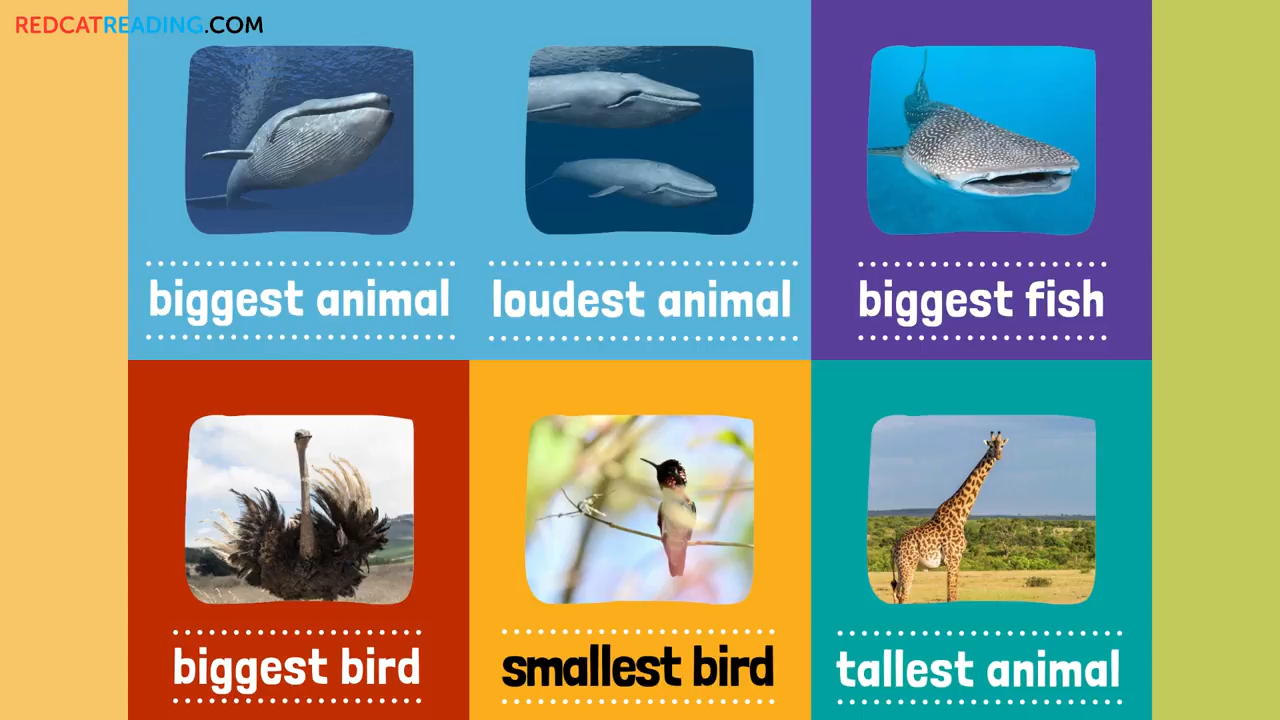 REDCATREADING.COM
biggest animal
loudest animal
biggest fish
biggest bird
smallest bird
tallest animal